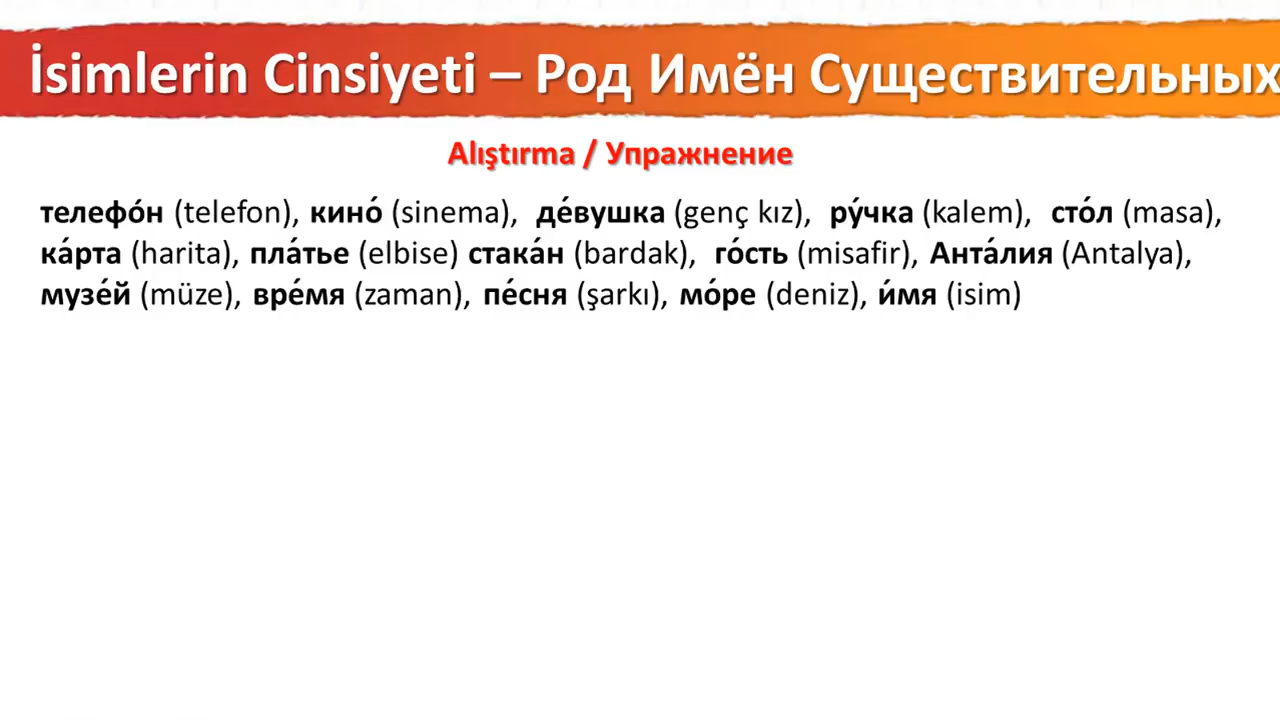 İsimlerin Cinsiyeti – Род Имён Существительных
Alıştırma / Упражнение
телефо́н (telefon), кино́ (sinema), де́вушка (genç kız), ру́чка (kalem), сто́л (masa),
ка́рта (harita), пла́тье (elbise) стака́н (bardak), го́сть (misafir), Анта́лия (Antalya),
музе́й (müze), вре́мя (zaman), пе́сня (şarkı), мо́ре (deniz), и́мя (isim)